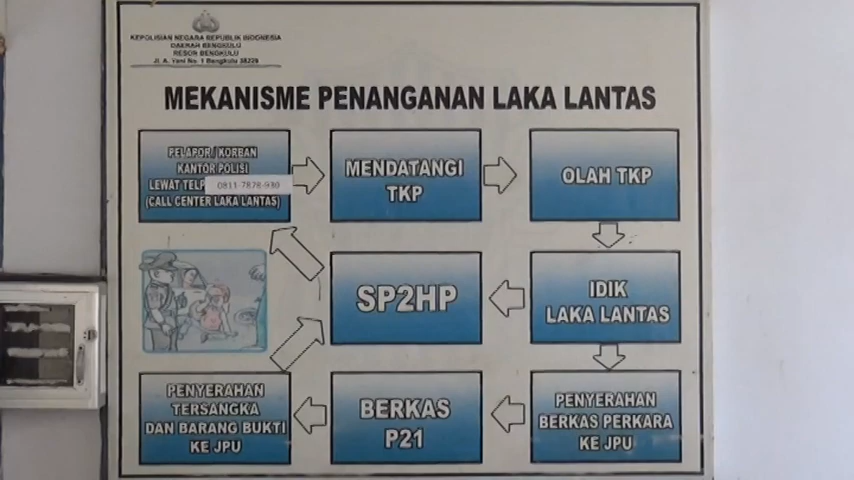 KEPOLISIAN NEGARA REPUBLIK INDONESIA
DAERAH BENGKULU
RESOR BENGKULU
Jl. A. Yani No. 1 Bengkulu 38229
MEKANISME PENANGANAN LAKA LANTAS
PELAPOR/ KORBAN
KANTOR POLISI
LEWAT TELP 0811-7878-930
(CALL CENTER LAKA LANTAS)
MENDATANGI
TKP
OLAH TKP
SP2HP
IDIK
LAKA LANTAS
PENYERAHAN
TERSANGKA
DAN BARANG BUKTI
KE JPU
BERKAS
P21
PENYERAHAN
BERKAS PERKARA
KE JPU